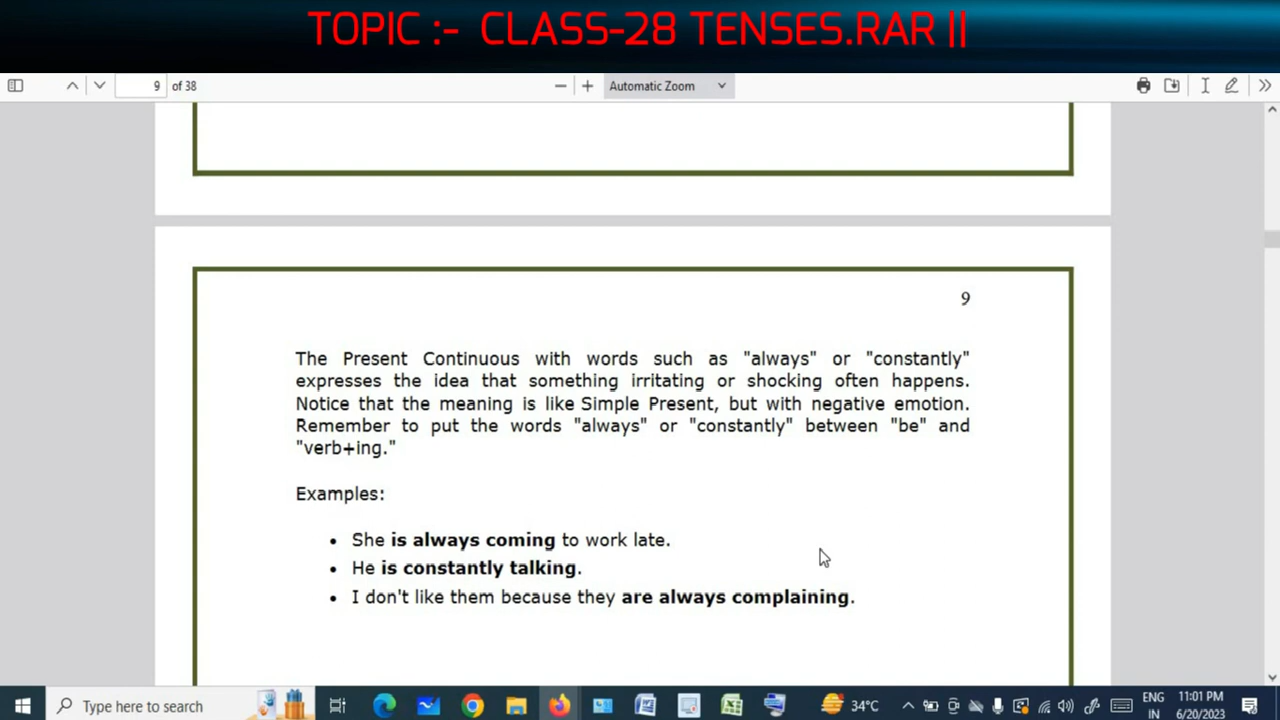 TOPIC :- CLASS-28 TENSES.RAR ||
9 of 38
Automatic Zoom
9
The Present Continuous with words such as "always" or "constantly"
expresses the idea that something irritating or shocking often happens.
Notice that the meaning is like Simple Present, but with negative emotion.
Remember to put the words "always" or "constantly" between "be" and
"verb+ing."
Examples:
• She is always coming to work late.
• He is constantly talking.
• I don't like them because they are always complaining.
Type here to search
34°C
ENG
IN
11:01 PM
6/20/2023